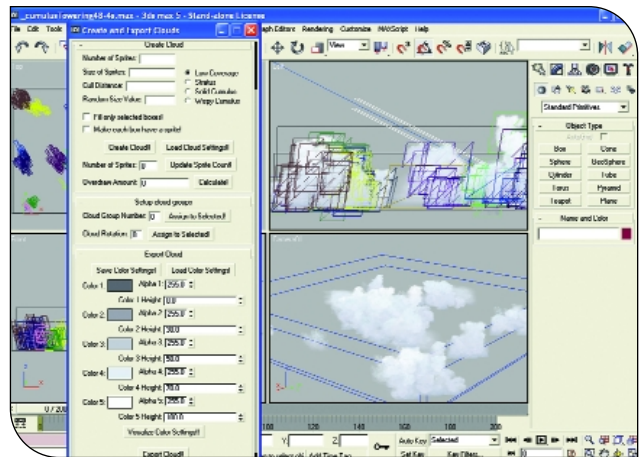 _cumulustowering48-4a.max - 3ds max 5 - Stand-alone License
File Edit Tools
Create and Export Clouds
Graph Editors Rendering Customize MAXScript Help
View
Create Cloud
Number of Sprites:
Size of Sprites:
Cull Distance:
Random Size Value:
Low Coverage
Stratus
Solid Cumulus
Wispy Cumulus
Fill only selected boxes!
Make each box have a sprite!
Create Cloud!
Load Cloud Settings!
Number of Sprites: 0
Update Sprite Count!
Overdraw Amount: 0
Calculate!
Setup cloud groups
Cloud Group Number: 0
Assign to Selected!
Cloud Rotation: 0
Assign to Selected!
Export Cloud
Save Color Settings!
Load Color Settings!
Color 1: Alpha 1: 255.0
Color 1 Height: 0.0
Color 2: Alpha 2: 255.0
Color 2 Height: 30.0
Color 3: Alpha 3: 255.0
Color 3 Height: 50.0
Color 4: Alpha 4: 255.0
Color 4 Height: 70.0
Color 5: Alpha 5: 255.0
Color 5 Height: 100.0
Visualize Color Settings!!
Export Cloud!!
Front
Camera01
Standard Primitives
Object Type
AutoGrid
Box Cone
Sphere GeoSphere
Cylinder Tube
Torus Pyramid
Teapot Plane
Name and Color
0 / 200
100 120 140 160 180 200
Y: Z:
Auto Key Selected
Set Key Key Filters...
Add Time Tag
0